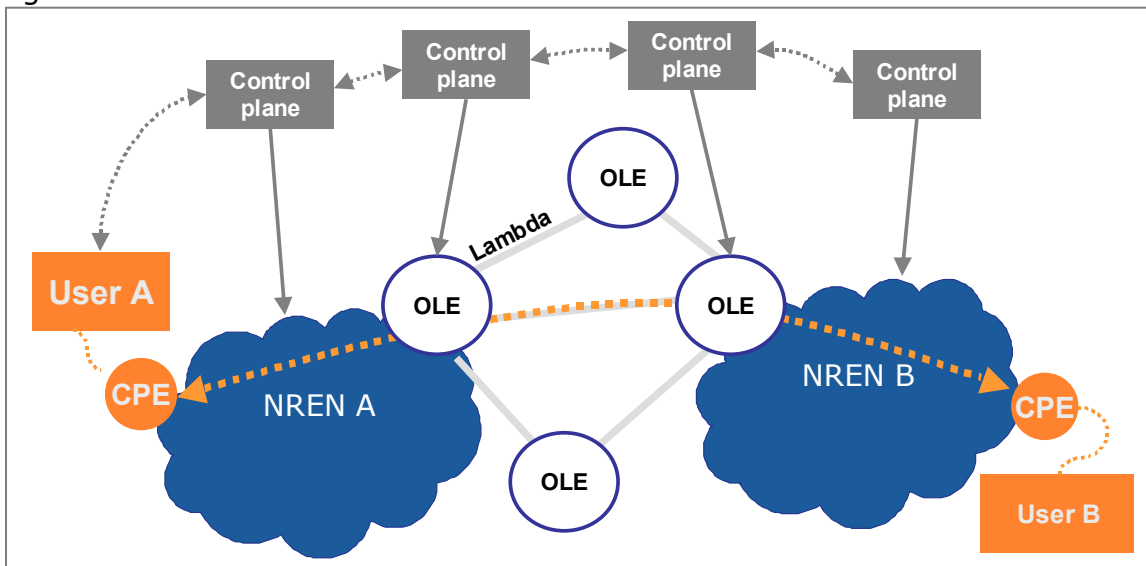 Control
plane
Control
plane
Control
plane
Control
plane
OLE
Lambda
User A
OLE
OLE
NREN B
CPE
NREN A
CPE
OLE
User B